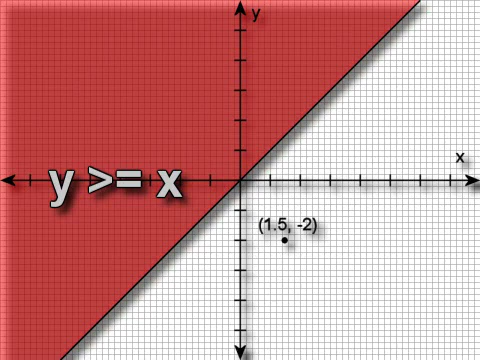 y
x
y >= x
(1.5, -2)